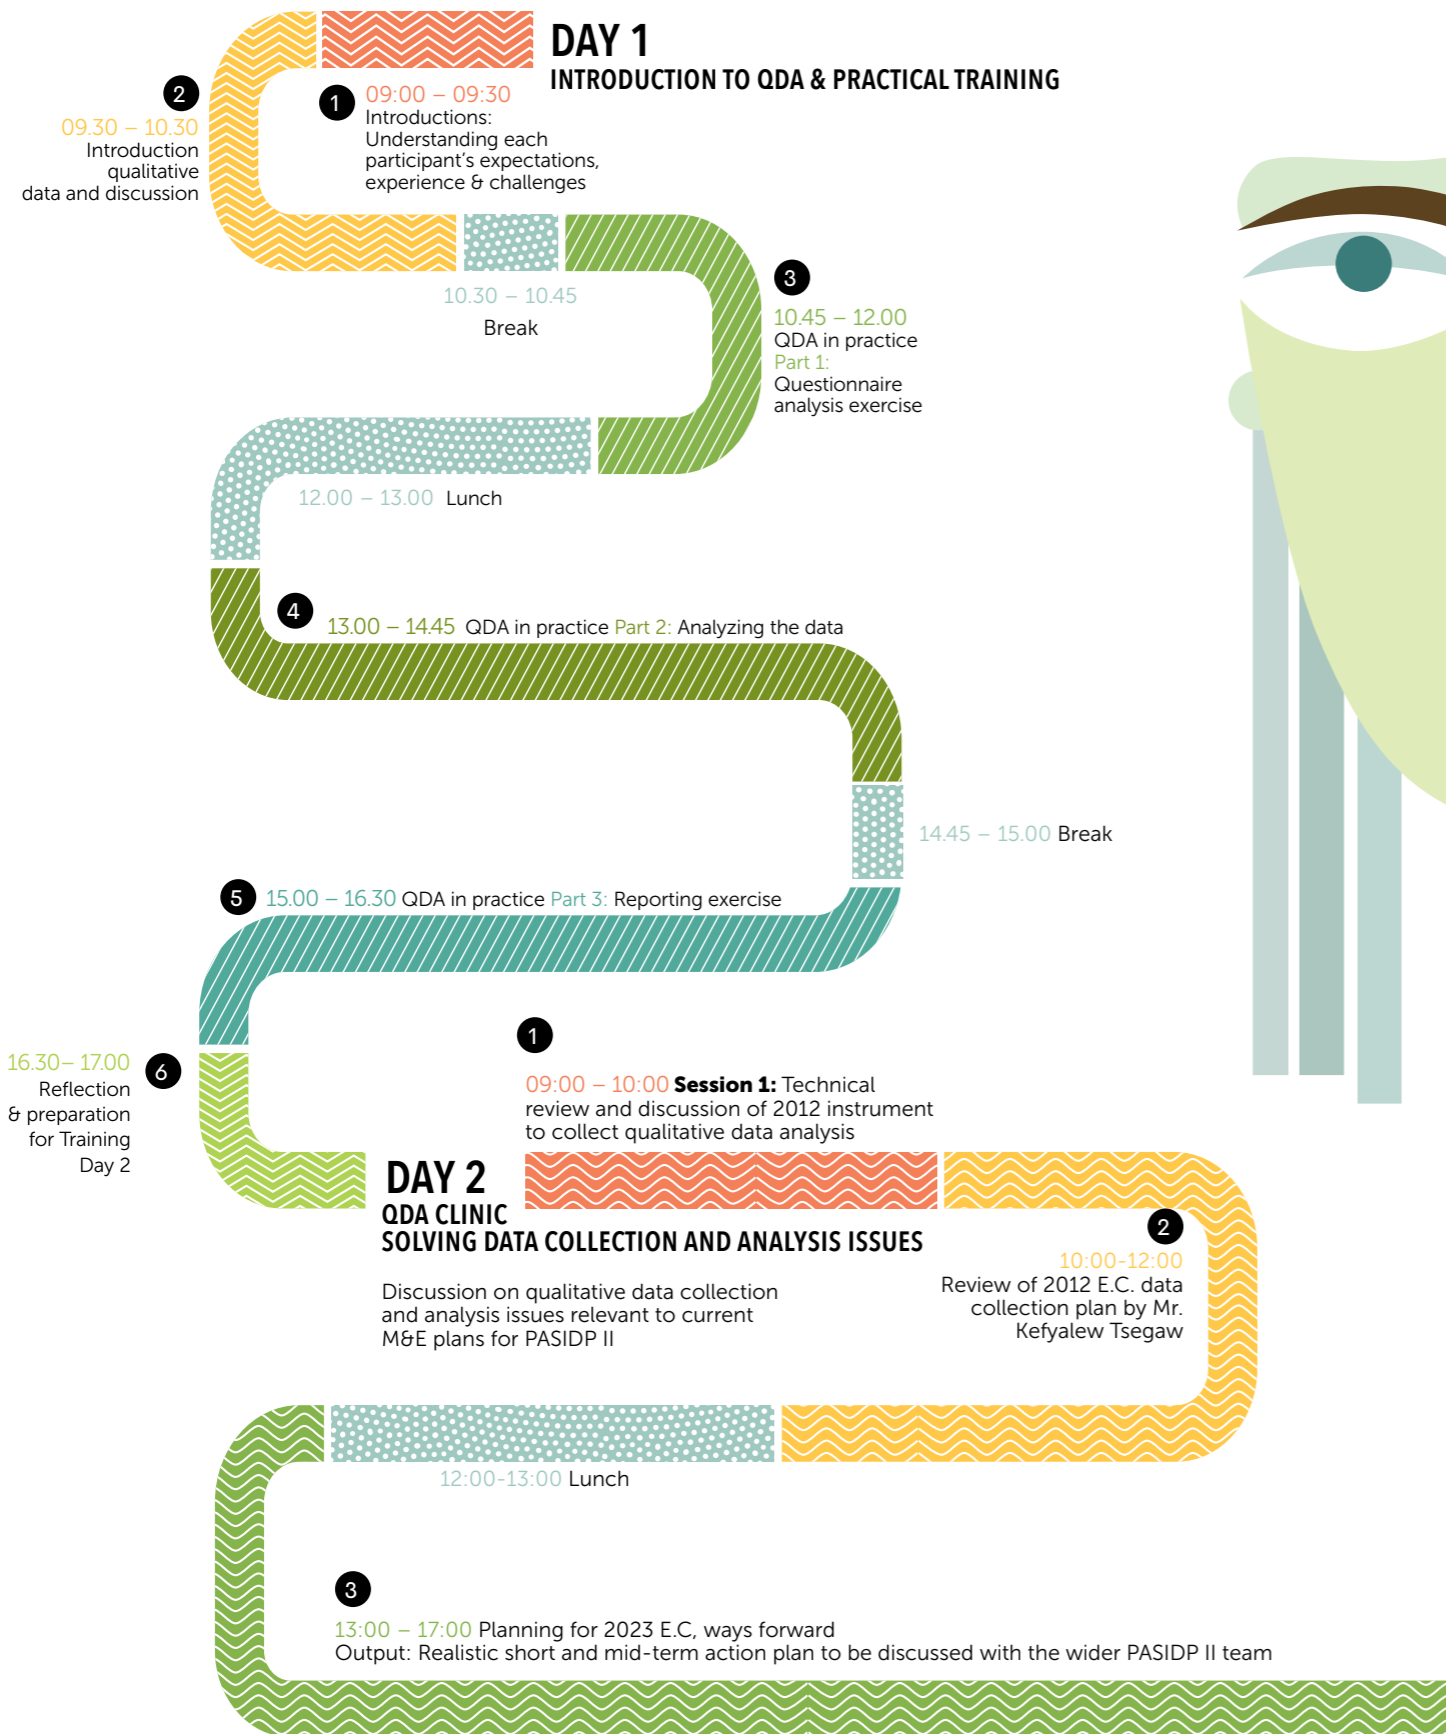 DAY 1
INTRODUCTION TO QDA & PRACTICAL TRAINING
1
09:00 – 09:30
Introductions:
Understanding each
participant's expectations,
experience & challenges
2
09.30 – 10.30
Introduction
qualitative
data and discussion
10.30 – 10.45
Break
3
10.45 – 12.00
QDA in practice
Part 1:
Questionnaire
analysis exercise
12.00 – 13.00 Lunch
4
13.00 – 14.45 QDA in practice Part 2: Analyzing the data
14.45 – 15.00 Break
5
15.00 – 16.30 QDA in practice Part 3: Reporting exercise
6
16.30– 17.00
Reflection
& preparation
for Training
Day 2
DAY 2
QDA CLINIC
SOLVING DATA COLLECTION AND ANALYSIS ISSUES
Discussion on qualitative data collection
and analysis issues relevant to current
M&E plans for PASIDP II
1
09:00 – 10:00 Session 1: Technical
review and discussion of 2012 instrument
to collect qualitative data analysis
2
10:00-12:00
Review of 2012 E.C. data
collection plan by Mr.
Kefyalew Tsegaw
12:00-13:00 Lunch
3
13:00 – 17:00 Planning for 2023 E.C, ways forward
Output: Realistic short and mid-term action plan to be discussed with the wider PASIDP II team